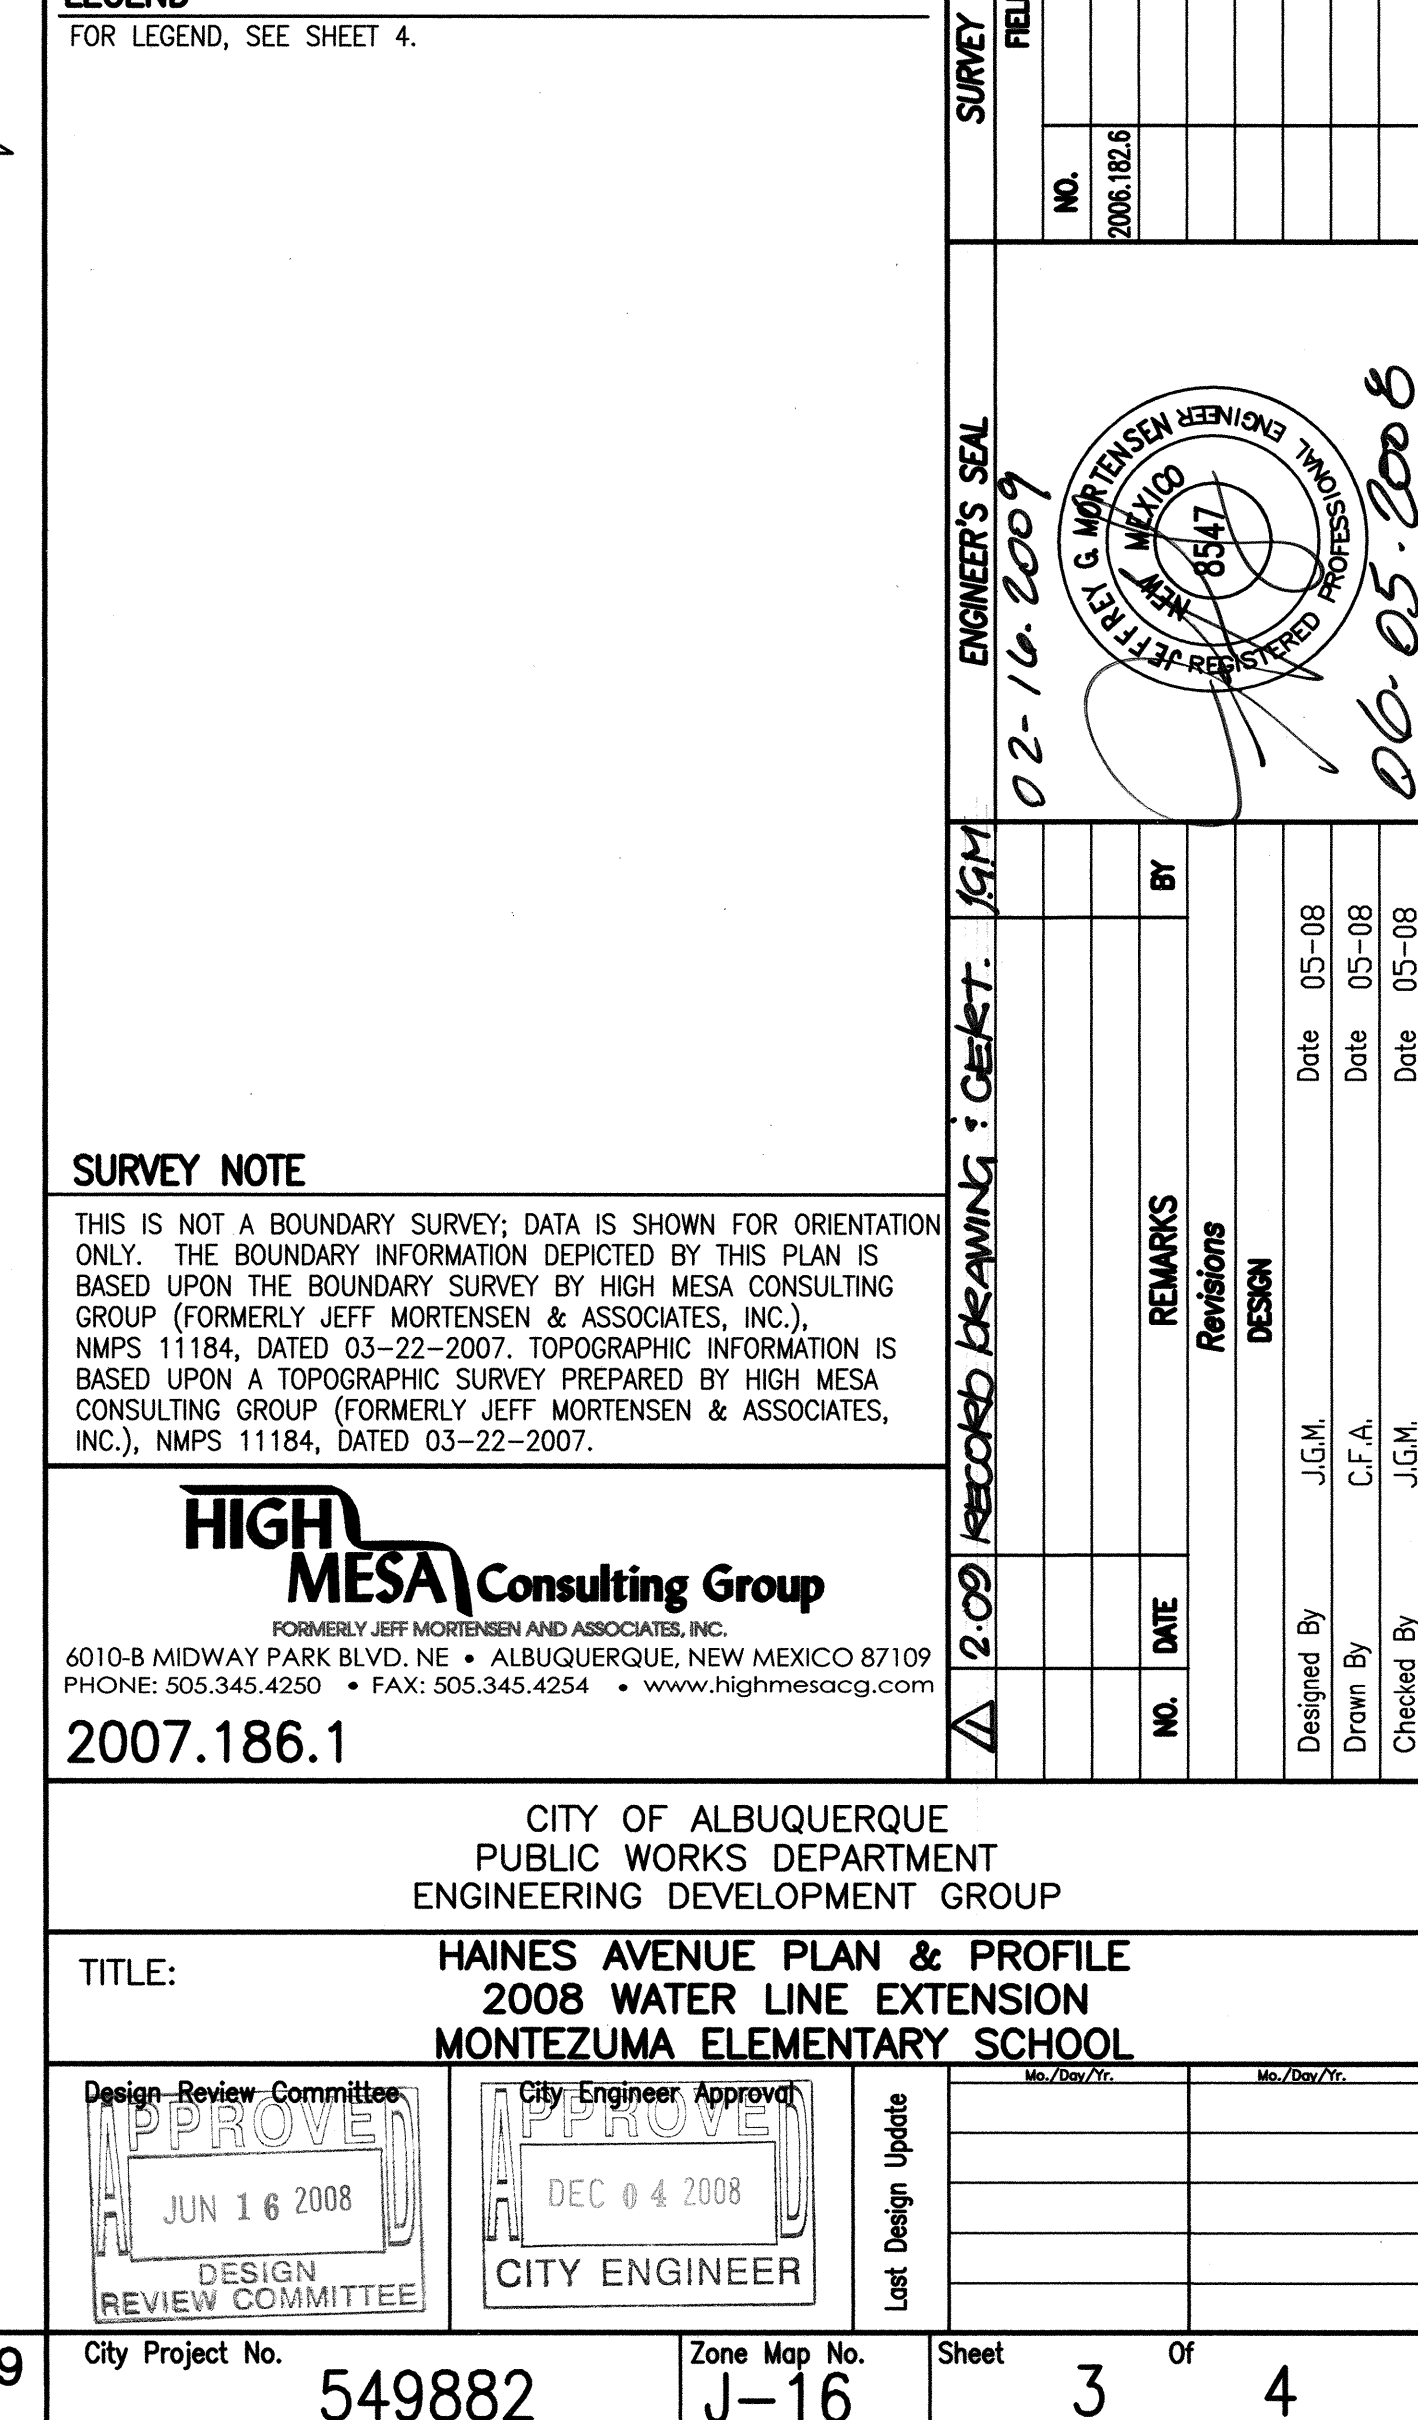 LEGEND
FOR LEGEND, SEE SHEET 4.
SURVEY NOTE
THIS IS NOT A BOUNDARY SURVEY; DATA IS SHOWN FOR ORIENTATION
ONLY. THE BOUNDARY INFORMATION DEPICTED BY THIS PLAN IS
BASED UPON THE BOUNDARY SURVEY BY HIGH MESA CONSULTING
GROUP (FORMERLY JEFF MORTENSEN & ASSOCIATES, INC.),
NMPS 11184, DATED 03-22-2007. TOPOGRAPHIC INFORMATION IS
BASED UPON A TOPOGRAPHIC SURVEY PREPARED BY HIGH MESA
CONSULTING GROUP (FORMERLY JEFF MORTENSEN & ASSOCIATES,
INC.), NMPS 11184, DATED 03-22-2007.
HIGH
MESA Consulting Group
FORMERLY JEFF MORTENSEN AND ASSOCIATES, INC.
6010-B MIDWAY PARK BLVD. NE • ALBUQUERQUE, NEW MEXICO 87109
PHONE: 505.345.4250 • FAX: 505.345.4254 • www.highmesacg.com
2007.186.1
SURVEY
FIEL
NO.
2006.182.6
ENGINEER'S SEAL
02-16-2009
JEFFREY G. MORTENSEN
NEW MEXICO
8547
REGISTERED PROFESSIONAL ENGINEER
06.05.2008
1 2.09 RECORD DRAWING & CERT. J.G.M
NO. DATE REMARKS BY
Revisions
DESIGN
Designed By J.G.M. Date 05-08
Drawn By C.F.A. Date 05-08
Checked By J.G.M. Date 05-08
CITY OF ALBUQUERQUE
PUBLIC WORKS DEPARTMENT
ENGINEERING DEVELOPMENT GROUP
TITLE:
HAINES AVENUE PLAN & PROFILE
2008 WATER LINE EXTENSION
MONTEZUMA ELEMENTARY SCHOOL
Design Review Committee
APPROVED
JUN 16 2008
DESIGN
REVIEW COMMITTEE
City Engineer Approval
APPROVED
DEC 04 2008
CITY ENGINEER
Last Design Update
Mo./Day/Yr. Mo./Day/Yr.
9
City Project No.
549882
Zone Map No.
J-16
Sheet Of
3 4